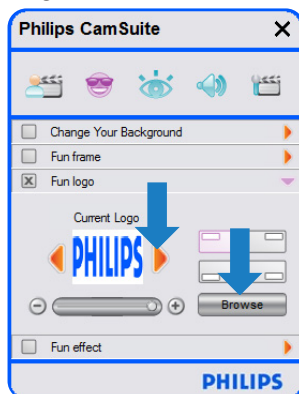 Philips CamSuite X
Change Your Background
Fun frame
X Fun logo
Current Logo
PHILIPS
Browse
Fun effect
PHILIPS